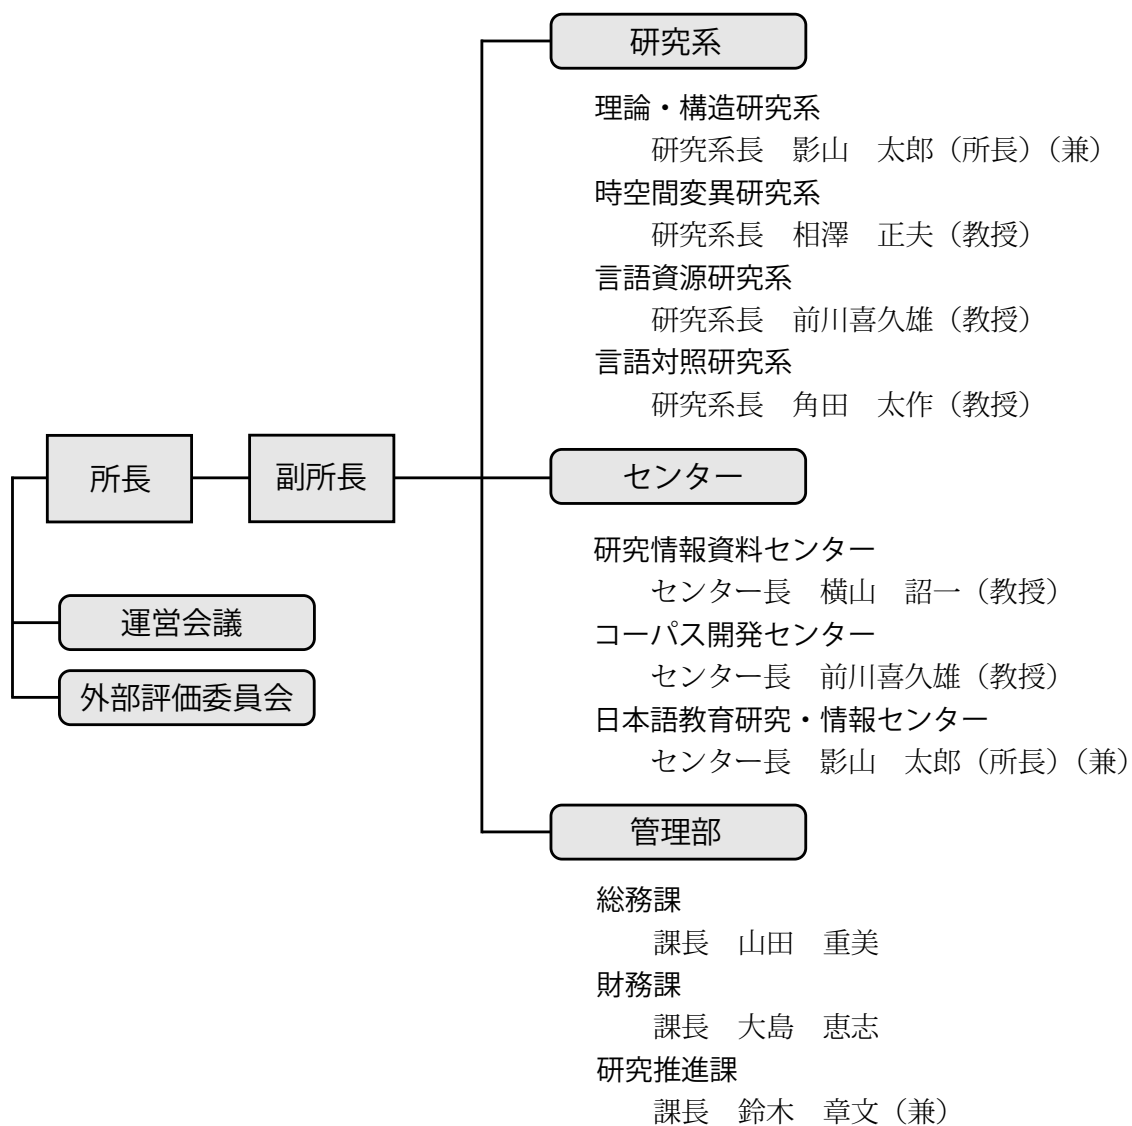 研究系
理論・構造研究系
研究系長　影山　太郎（所長）（兼）
時空間変異研究系
研究系長　相澤　正夫（教授）
言語資源研究系
研究系長　前川喜久雄（教授）
言語対照研究系
研究系長　角田　太作（教授）
所長
副所長
センター
研究情報資料センター
センター長　横山　詔一（教授）
コーパス開発センター
センター長　前川喜久雄（教授）
日本語教育研究・情報センター
センター長　影山　太郎（所長）（兼）
運営会議
外部評価委員会
管理部
総務課
課長　山田　重美
財務課
課長　大島　恵志
研究推進課
課長　鈴木　章文（兼）